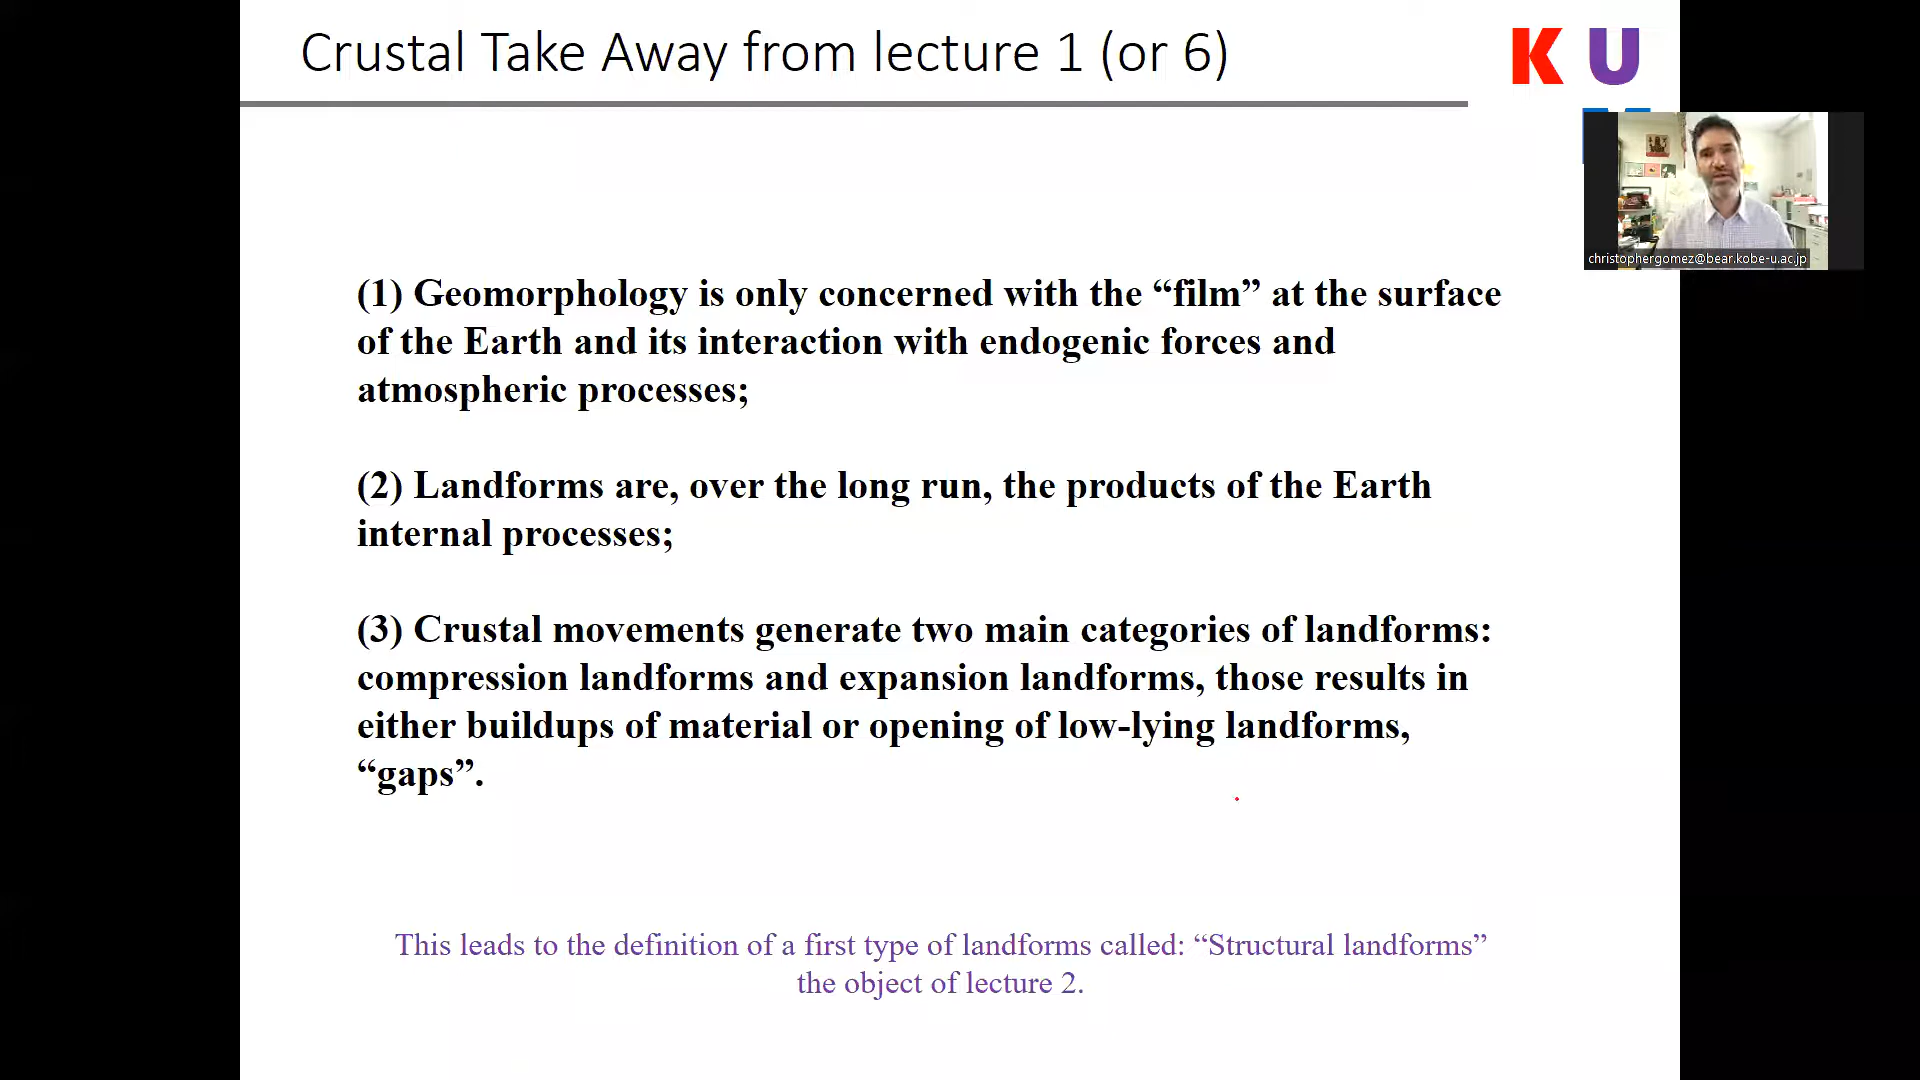 Crustal Take Away from lecture 1 (or 6)
K U
christophergomez@bear.kobe-u.ac.jp
(1) Geomorphology is only concerned with the “film” at the surface
of the Earth and its interaction with endogenic forces and
atmospheric processes;
(2) Landforms are, over the long run, the products of the Earth
internal processes;
(3) Crustal movements generate two main categories of landforms:
compression landforms and expansion landforms, those results in
either buildups of material or opening of low-lying landforms,
“gaps”.
This leads to the definition of a first type of landforms called: “Structural landforms”
the object of lecture 2.